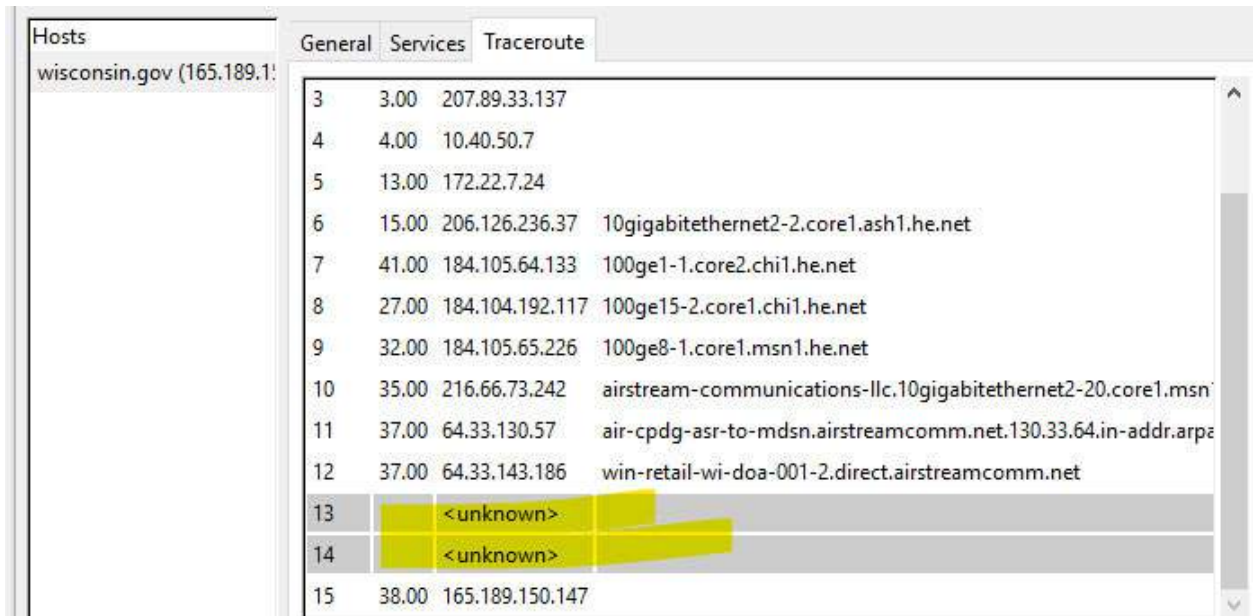 Hosts
wisconsin.gov (165.189.1
General Services Traceroute
3 3.00 207.89.33.137
4 4.00 10.40.50.7
5 13.00 172.22.7.24
6 15.00 206.126.236.37 10gigabitethernet2-2.core1.ash1.he.net
7 41.00 184.105.64.133 100ge1-1.core2.chi1.he.net
8 27.00 184.104.192.117 100ge15-2.core1.chi1.he.net
9 32.00 184.105.65.226 100ge8-1.core1.msn1.he.net
10 35.00 216.66.73.242 airstream-communications-llc.10gigabitethernet2-20.core1.msn
11 37.00 64.33.130.57 air-cpdg-asr-to-mdsn.airstreamcomm.net.130.33.64.in-addr.arpa
12 37.00 64.33.143.186 win-retail-wi-doa-001-2.direct.airstreamcomm.net
13 <unknown>
14 <unknown>
15 38.00 165.189.150.147